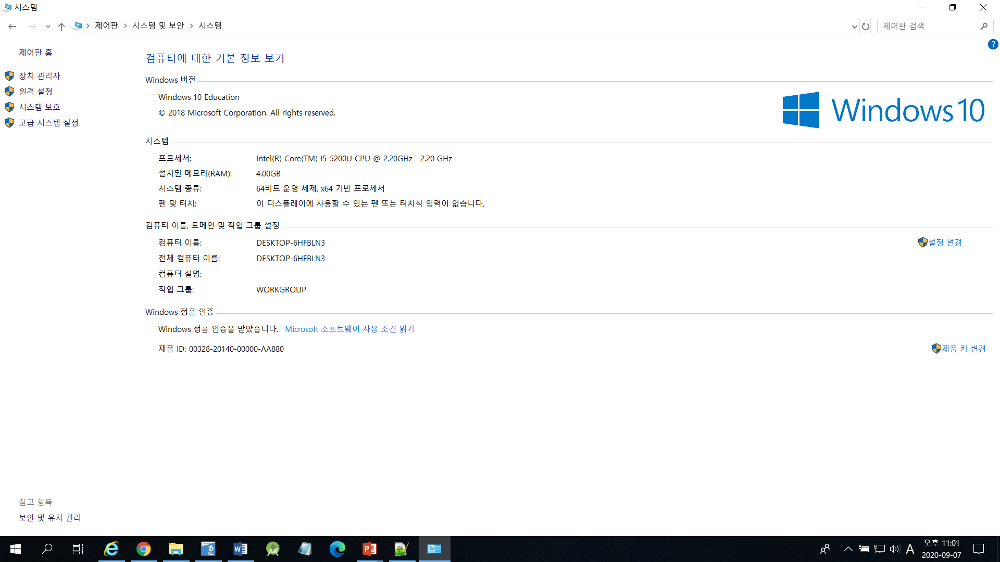 시스템
제어판 시스템 및 보안 시스템
제어판 검색
제어판 홈
장치 관리자
원격 설정
시스템 보호
고급 시스템 설정
컴퓨터에 대한 기본 정보 보기
Windows 버전
Windows 10 Education
© 2018 Microsoft Corporation. All rights reserved.
Windows 10
시스템
프로세서: Intel(R) Core(TM) i5-5200U CPU @ 2.20GHz 2.20 GHz
설치된 메모리(RAM): 4.00GB
시스템 종류: 64비트 운영 체제, x64 기반 프로세서
펜 및 터치: 이 디스플레이에 사용할 수 있는 펜 또는 터치식 입력이 없습니다.
컴퓨터 이름, 도메인 및 작업 그룹 설정
컴퓨터 이름: DESKTOP-6HFBLN3 설정 변경
전체 컴퓨터 이름: DESKTOP-6HFBLN3
컴퓨터 설명:
작업 그룹: WORKGROUP
Windows 정품 인증
Windows 정품 인증을 받았습니다. Microsoft 소프트웨어 사용 조건 읽기
제품 ID: 00328-20140-00000-AA880 제품 키 변경
참고 항목
보안 및 유지 관리
A 오후 11:01
2020-09-07